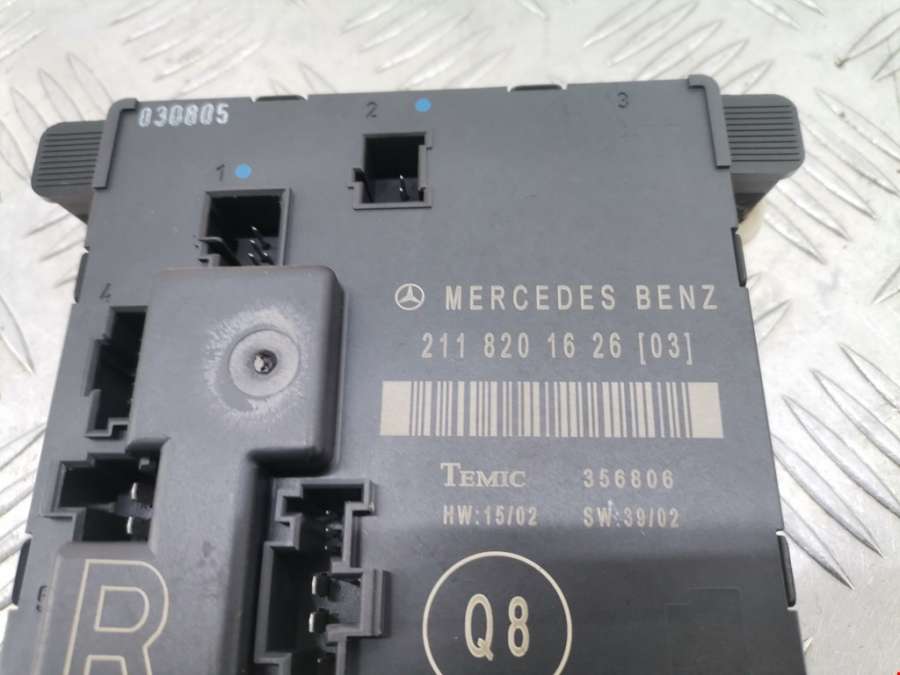 030805
2
3
1
MERCEDES BENZ
4
211 820 16 26 [03]
TEMIC 356806
HW:15/02 SW:39/02
R
Q8